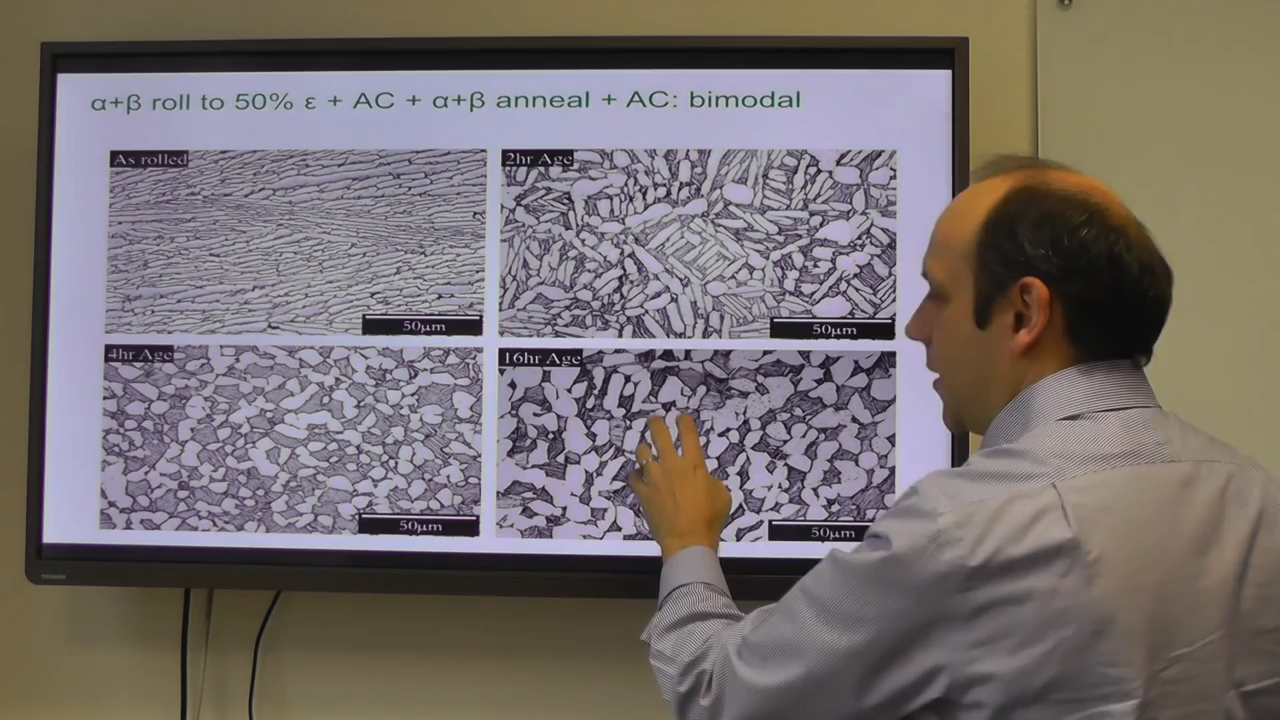 α+β roll to 50% ε + AC + α+β anneal + AC: bimodal
As rolled
50μm
2hr Age
50μm
4hr Age
50μm
16hr Age
50μm
TOSHIBA